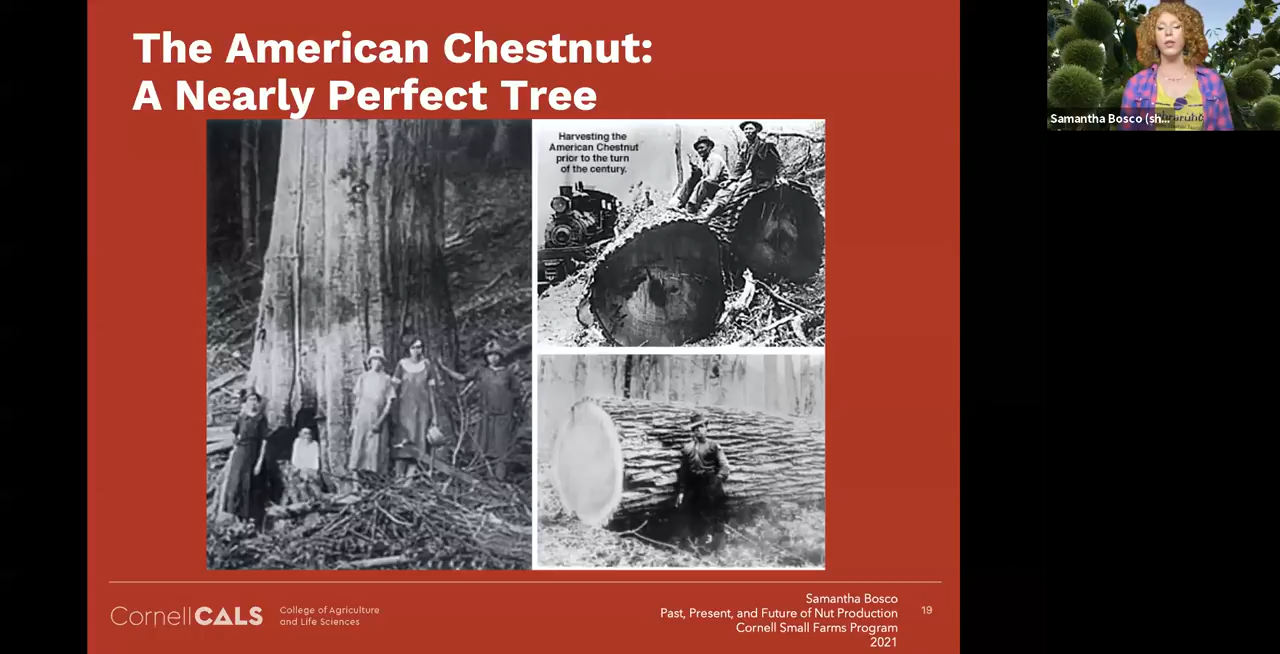 The American Chestnut:
A Nearly Perfect Tree
Harvesting the
American Chestnut
prior to the turn
of the century.
Samantha Bosco (sh...
CornellCALS
College of Agriculture
and Life Sciences
Samantha Bosco
Past, Present, and Future of Nut Production
Cornell Small Farms Program
2021
19